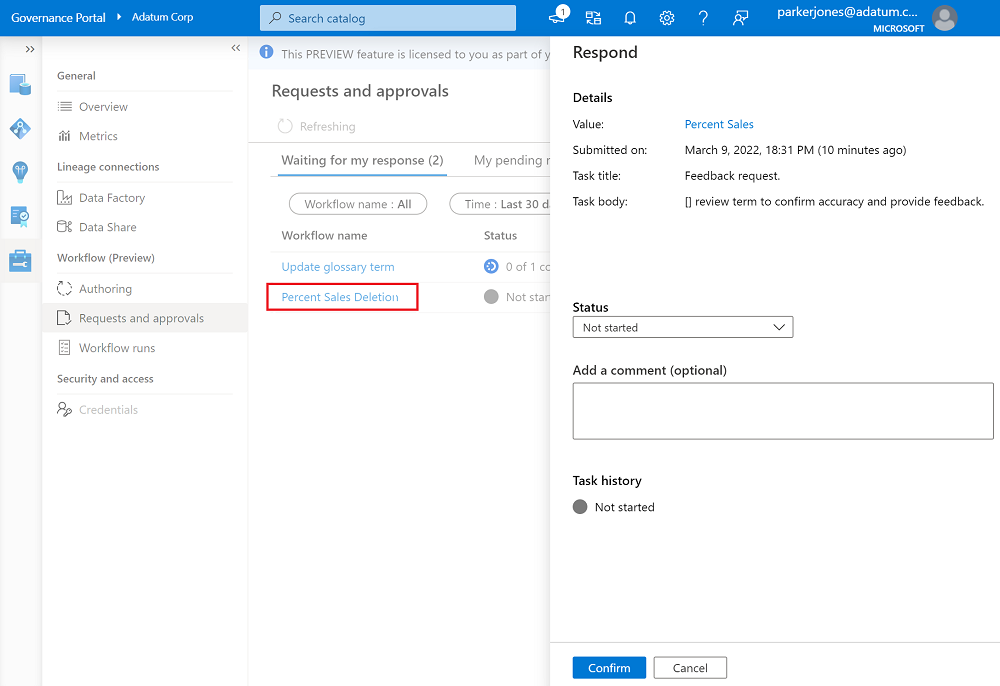 Governance Portal
Adatum Corp
Search catalog
1
parkerjones@adatum.c...
MICROSOFT
General
Overview
Metrics
Lineage connections
Data Factory
Data Share
Workflow (Preview)
Authoring
Requests and approvals
Workflow runs
Security and access
Credentials
This PREVIEW feature is licensed to you as part of
Requests and approvals
Refreshing
Waiting for my response (2)
My pending
Workflow name : All
Time : Last 30
Workflow name
Status
Update glossary term
0 of 1
Percent Sales Deletion
Not
Respond
Details
Value:
Percent Sales
Submitted on:
March 9, 2022, 18:31 PM (10 minutes ago)
Task title:
Feedback request.
Task body:
[] review term to confirm accuracy and provide feedback.
Status
Not started
Add a comment (optional)
Task history
Not started
Confirm
Cancel